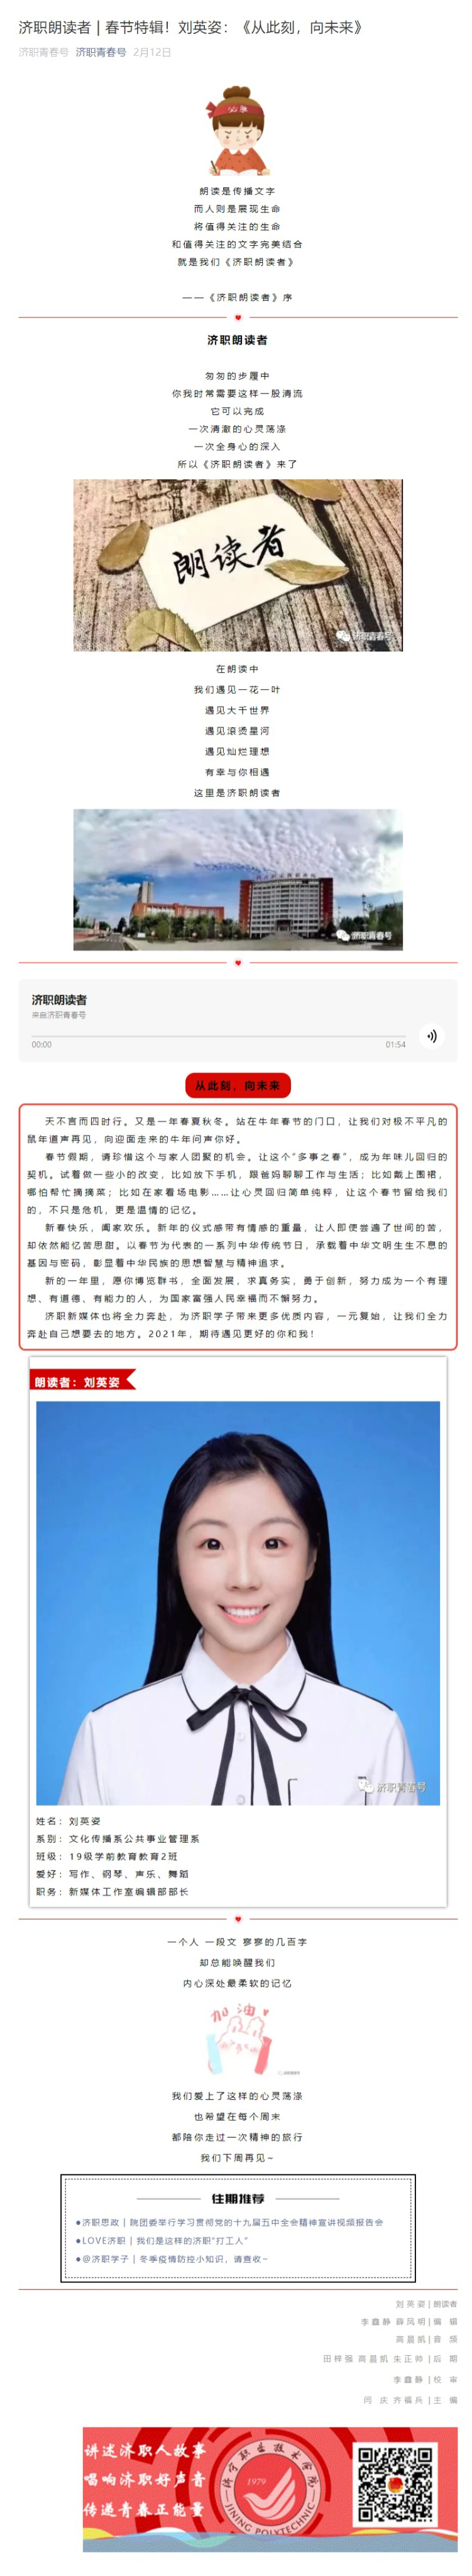 济职朗读者 | 春节特辑！刘英姿：《从此刻，向未来》
济职青春号 济职青春号 2月12日
必胜
朗读是传播文字
而人则是展现生命
将值得关注的生命
和值得关注的文字完美结合
就是我们《济职朗读者》
——《济职朗读者》序
济职朗读者
匆匆的步履中
你我时常需要这样一股清流
它可以完成
一次清澈的心灵荡涤
一次全身心的深入
所以《济职朗读者》来了
朗读者
济职青春号
在朗读中
我们遇见一花一叶
遇见大千世界
遇见滚烫星河
遇见灿烂理想
有幸与你相遇
这里是济职朗读者
济职青春号
济职朗读者
来自济职青春号
00:00 01:54
从此刻，向未来
天不言而四时行。又是一年春夏秋冬。站在牛年春节的门口，让我们对极不平凡的
鼠年道声再见，向迎面走来的牛年问声你好。
春节假期，请珍惜这个与家人团聚的机会。让这个“多事之春”，成为年味儿回归的
契机。试着做一些小的改变，比如放下手机，跟爸妈聊聊工作与生活；比如戴上围裙，
哪怕帮忙摘摘菜；比如在家看场电影……让心灵回归简单纯粹，让这个春节留给我们
的，不只是危机，更是温情的记忆。
新春快乐，阖家欢乐。新年的仪式感带有情感的重量，让人即便尝遍了世间的苦，
却依然能忆苦思甜。以春节为代表的一系列中华传统节日，承载着中华文明生生不息的
基因与密码，彰显着中华民族的思想智慧与精神追求。
新的一年里，愿你博览群书，全面发展，求真务实，勇于创新，努力成为一个有理
想、有道德、有能力的人，为国家富强人民幸福而不懈努力。
济职新媒体也将全力奔赴，为济职学子带来更多优质内容，一元复始，让我们全力
奔赴自己想要去的地方。2021年，期待遇见更好的你和我！
朗读者：刘英姿
济职青春号
姓名：刘英姿
系别：文化传播系公共事业管理系
班级：19级学前教育教育2班
爱好：写作、钢琴、声乐、舞蹈
职务：新媒体工作室编辑部部长
一个人 一段文 寥寥的几百字
却总能唤醒我们
内心深处最柔软的记忆
加油
我们爱上了这样的心灵荡涤
也希望在每个周末
都陪你走过一次精神的旅行
我们下周再见~
往期推荐
●济职思政 | 院团委举行学习贯彻党的十九届五中全会精神宣讲视频报告会
●LOVE济职 | 我们是这样的济职“打工人”
●@济职学子 | 冬季疫情防控小知识，请查收~
刘英姿 | 朗读者
李鑫静 薛凤明 | 编 辑
高晨凯 | 音 频
田梓强 高晨凯 朱正帅 | 后 期
李鑫静 | 校 审
闫庆 齐福兵 | 主 编
讲述济职人故事
唱响济职好声音
传递青春正能量
济宁职业技术学院
1979
JINING POLYTECHNIC